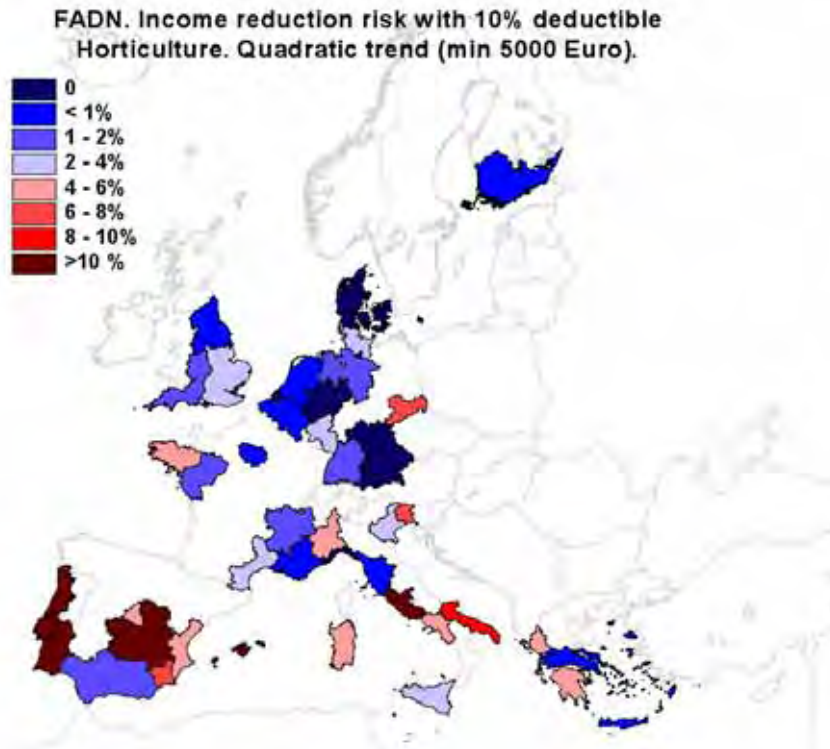 FADN. Income reduction risk with 10% deductible
Horticulture. Quadratic trend (min 5000 Euro).
0
< 1%
1 - 2%
2 - 4%
4 - 6%
6 - 8%
8 - 10%
>10 %